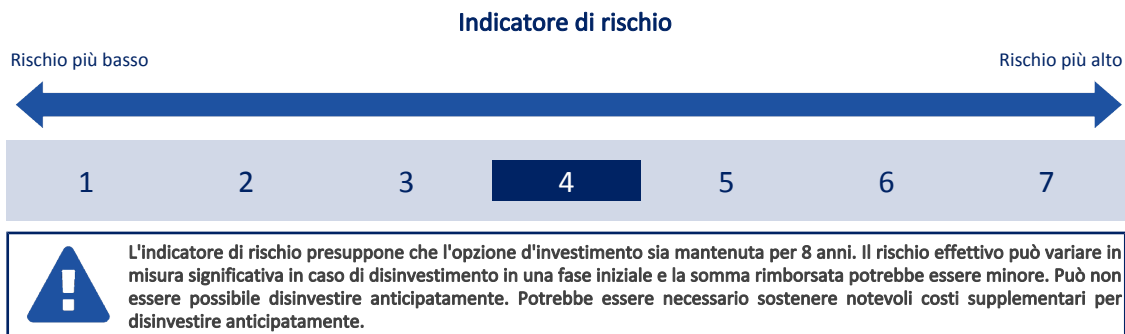 Indicatore di rischio
Rischio più basso
Rischio più alto
1 2 3 4 5 6 7
L'indicatore di rischio presuppone che l'opzione d'investimento sia mantenuta per 8 anni. Il rischio effettivo può variare in
misura significativa in caso di disinvestimento in una fase iniziale e la somma rimborsata potrebbe essere minore. Può non
essere possibile disinvestire anticipatamente. Potrebbe essere necessario sostenere notevoli costi supplementari per
disinvestire anticipatamente.